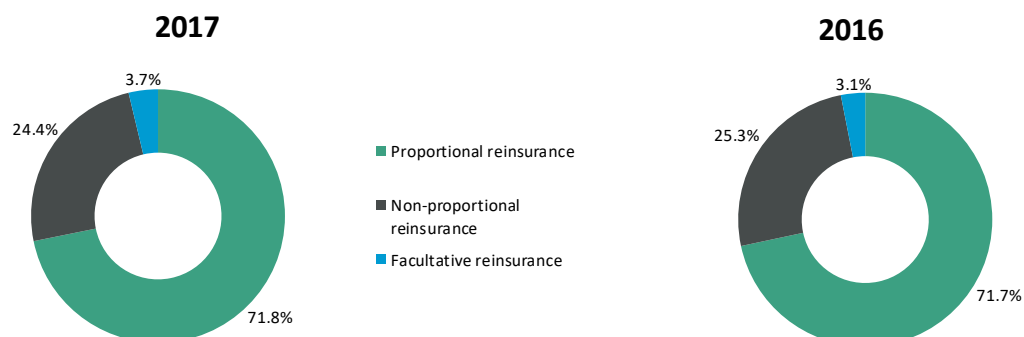 2017
3.7%
24.4%
71.8%
Proportional reinsurance
Non-proportional
reinsurance
Facultative reinsurance
2016
3.1%
25.3%
71.7%